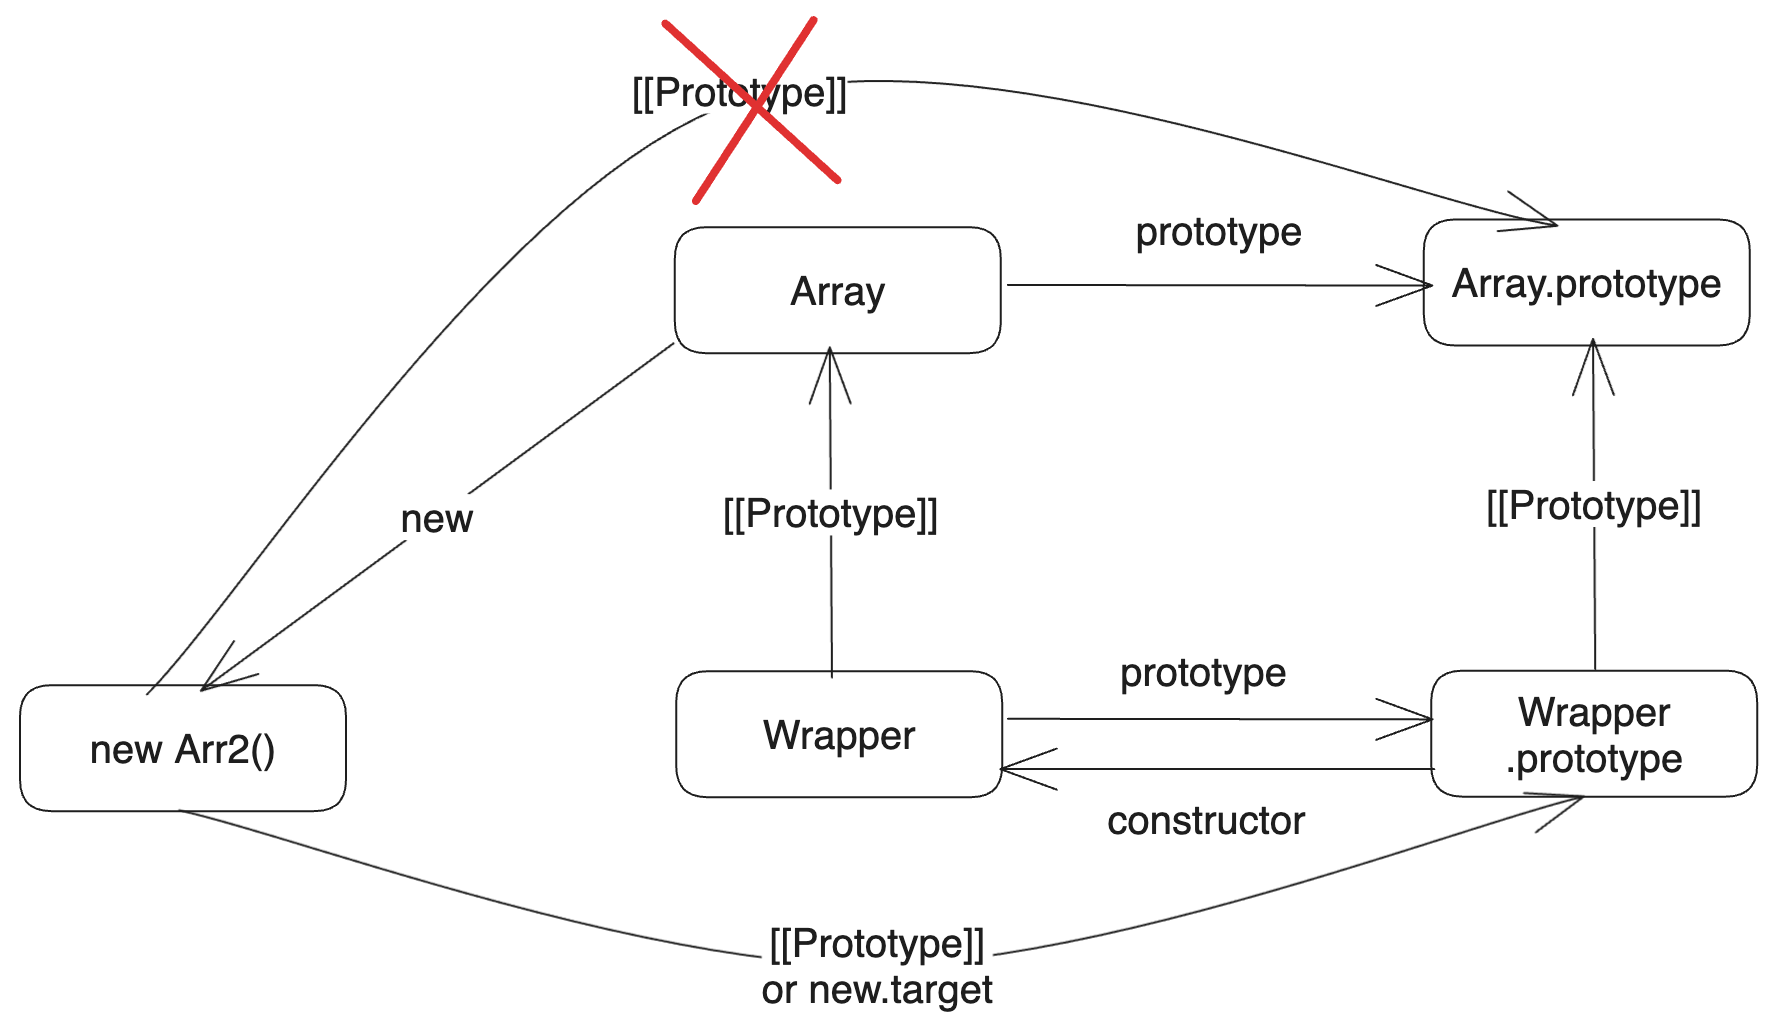 [[Prototype]]
prototype
Array
Array.prototype
new
[[Prototype]]
[[Prototype]]
prototype
new Arr2()
Wrapper
Wrapper
.prototype
constructor
[[Prototype]]
or new.target